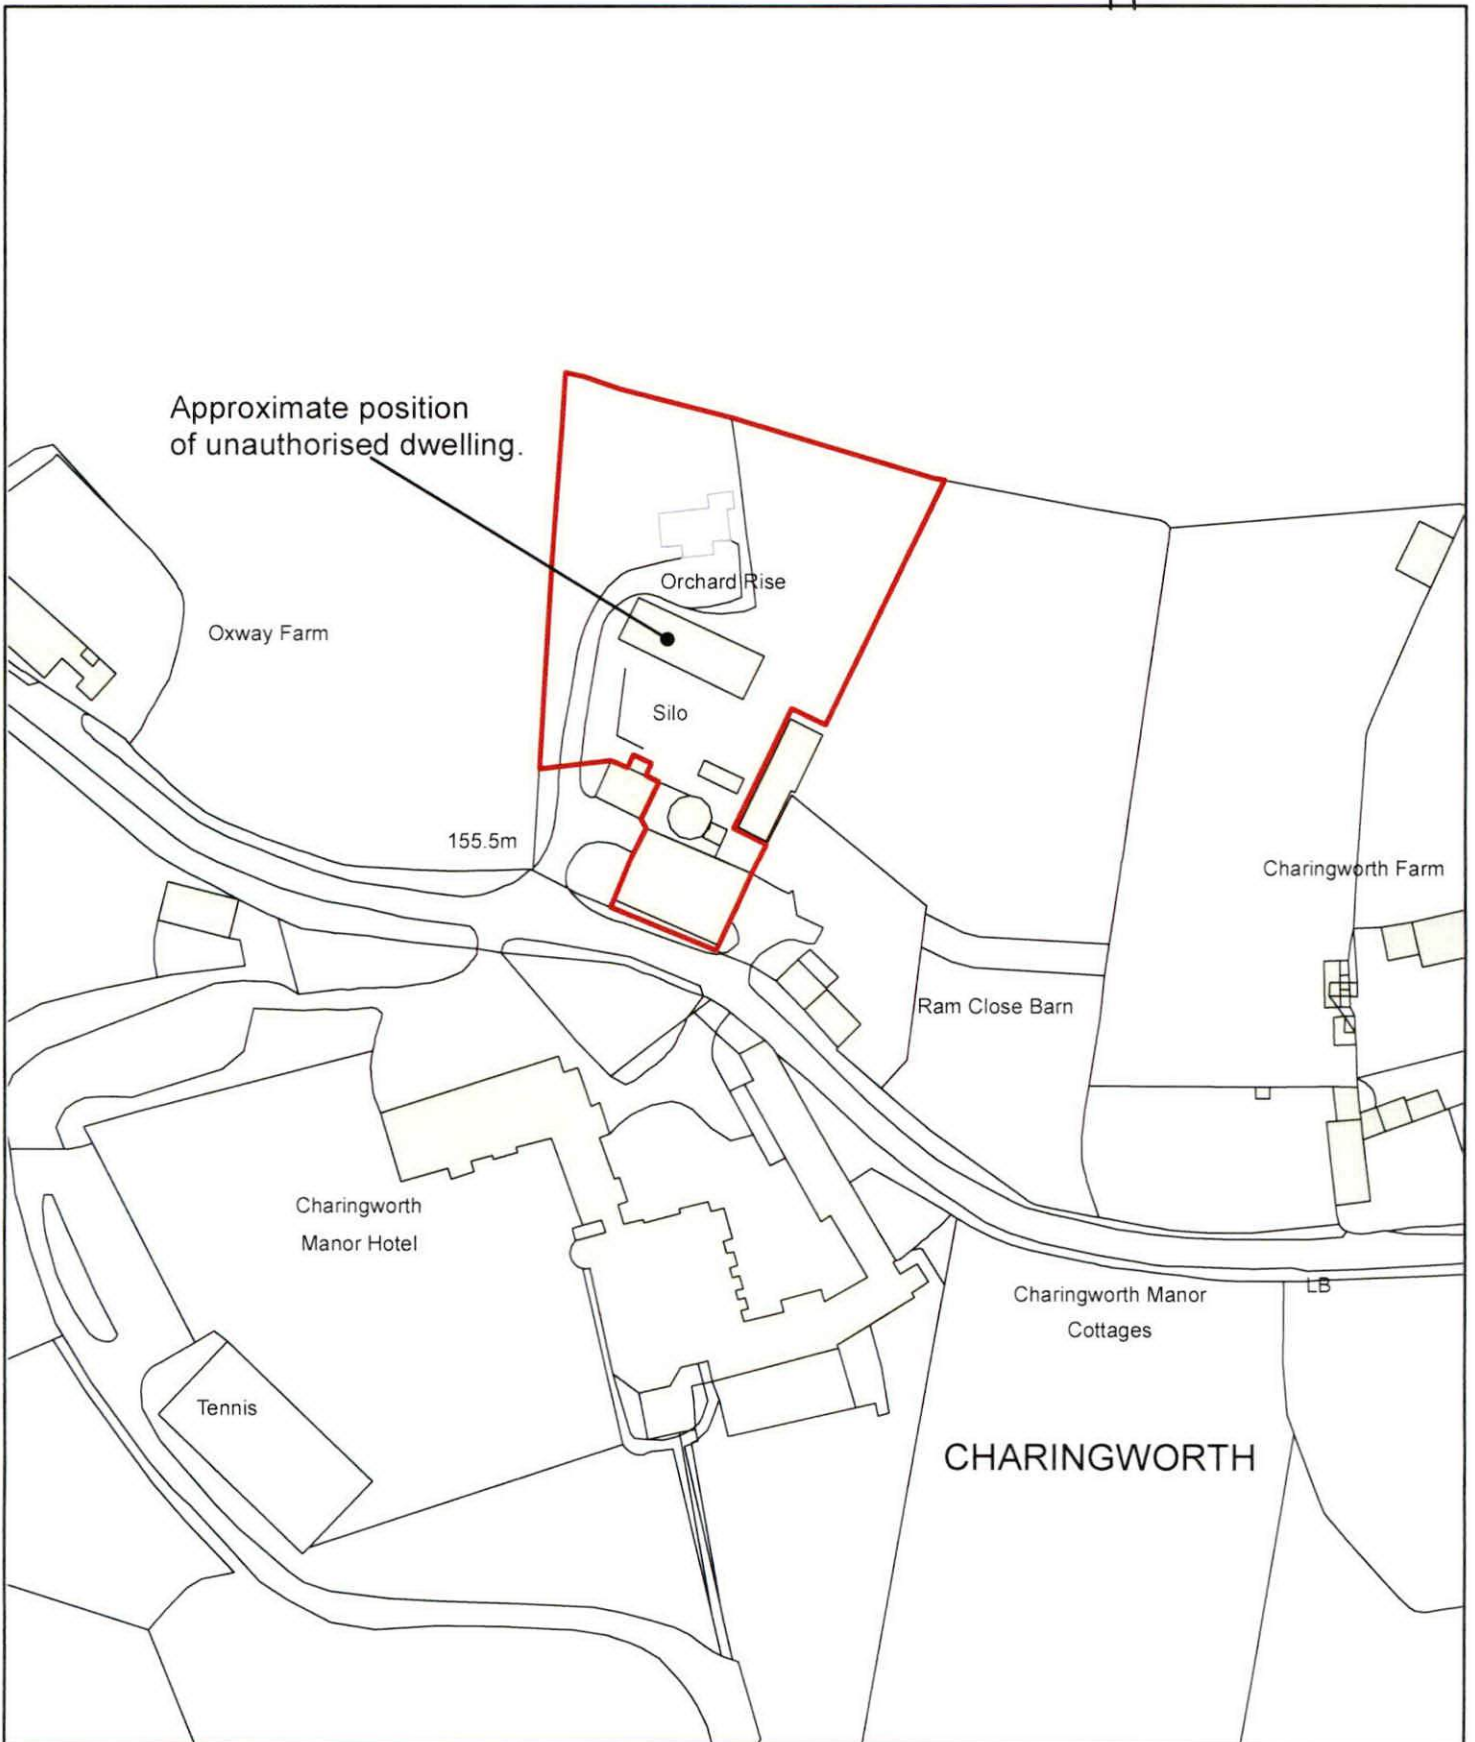 Approximate position
of unauthorised dwelling.
Orchard Rise
Oxway Farm
Silo
155.5m
Charingworth Farm
Ram Close Barn
Charingworth
Manor Hotel
LB
Charingworth Manor
Cottages
Tennis
CHARINGWORTH